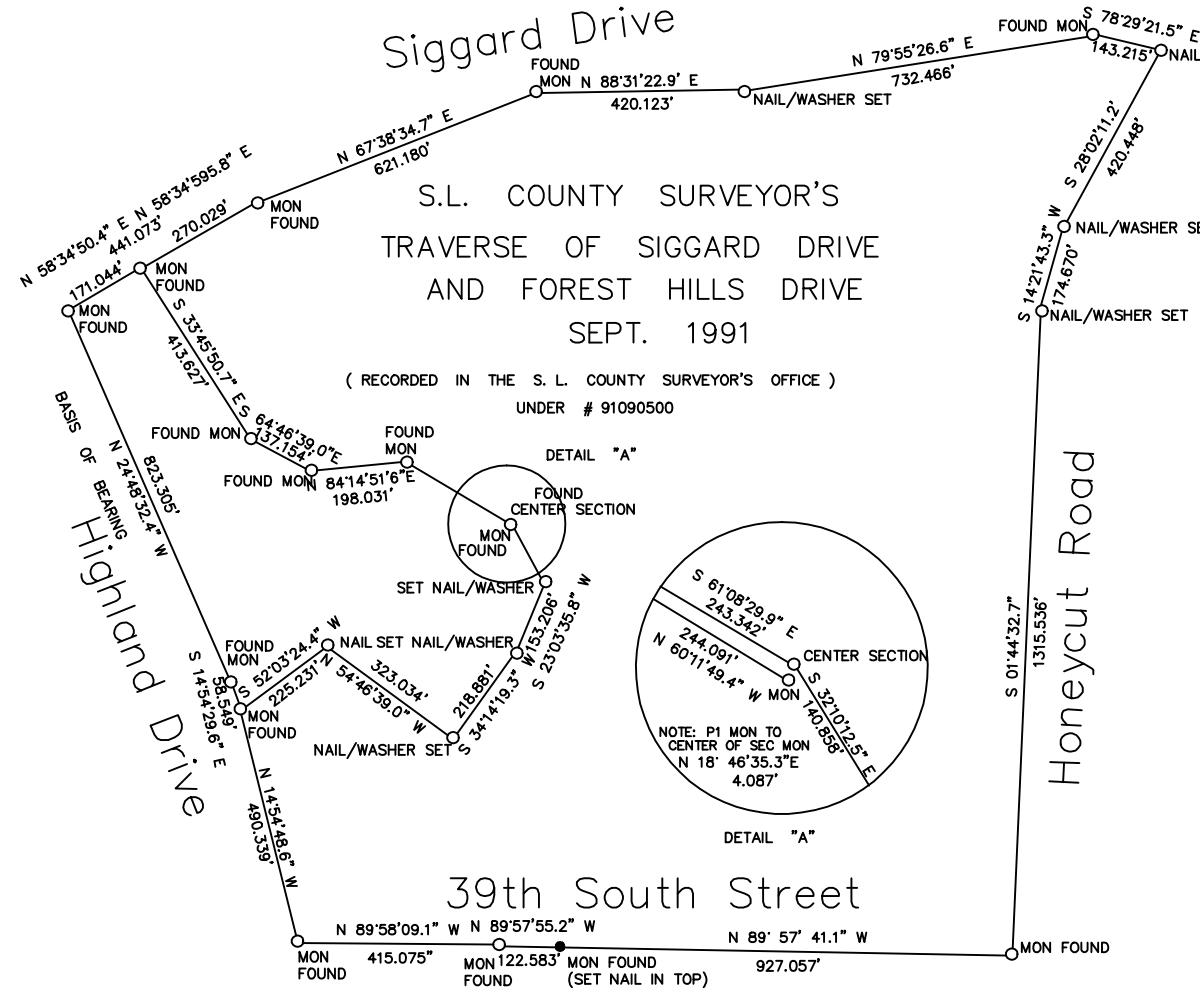 Siggard Drive
S 78°29'21.5" E
FOUND MON
143.215'
NAIL
N 79°55'26.6" E
732.466'
FOUND
MON
N 88°31'22.9' E
420.123'
NAIL/WASHER SET
N 67°38'34.7" E
621.180'
MON
FOUND
N 58°34'50.4" E N 58°34'595.8" E
441.073'
270.029'
171.044'
MON
FOUND
MON
FOUND
S.L. COUNTY SURVEYOR'S
TRAVERSE OF SIGGARD DRIVE
AND FOREST HILLS DRIVE
SEPT. 1991
( RECORDED IN THE S. L. COUNTY SURVEYOR'S OFFICE )
UNDER # 91090500
S 28°02'11.2'
420.448'
NAIL/WASHER SE
S 14°21'43.3" W
174.670'
NAIL/WASHER SET
S 33°45'50.7" E
413.627'
FOUND MON
S 64°46'39.0"E
137.154'
FOUND MON
N 84°14'51'6"E
198.031'
FOUND
MON
DETAIL "A"
FOUND
CENTER SECTION
MON
FOUND
BASIS OF BEARING
823.305'
N 24°48'32.4" W
Highland Drive
SET NAIL/WASHER
153.206'
S 23°03'35.8" W
FOUND
MON
S 52°03'24.4" W
225.231'
NAIL SET NAIL/WASHER
323.034'
N 54°46'39.0" W
218.881'
S 34°14'19.3" W
NAIL/WASHER SET
58.549'
S 14°54'29.6" E
MON
FOUND
N 14°54'48.6" W
490.339'
S 61°08'29.9" E
243.342'
244.091'
N 60°11'49.4" W
CENTER SECTION
MON
S 32°10'12.5" E
140.858'
NOTE: P1 MON TO
CENTER OF SEC MON
N 18° 46'35.3"E
4.087'
DETAIL "A"
S 01°44'32.7"
1315.536'
Honeycut Road
39th South Street
N 89°58'09.1" W
415.075"
N 89°57'55.2" W
122.583'
N 89° 57' 41.1" W
927.057'
MON
FOUND
MON
FOUND
MON FOUND
(SET NAIL IN TOP)
MON FOUND